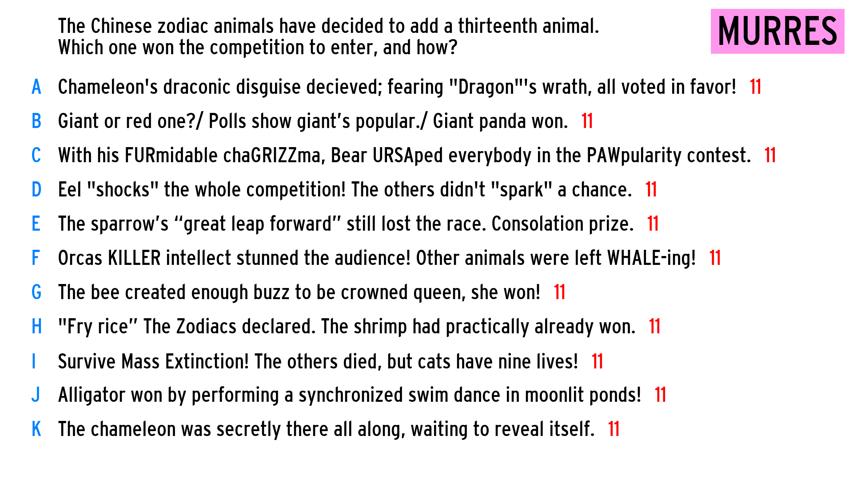 The Chinese zodiac animals have decided to add a thirteenth animal.
Which one won the competition to enter, and how?
MURRES
A Chameleon's draconic disguise decieved; fearing "Dragon"'s wrath, all voted in favor! 11
B Giant or red one?/ Polls show giant's popular./ Giant panda won. 11
C With his FURmidable chaGRIZZma, Bear URSAped everybody in the PAWpularity contest. 11
D Eel "shocks" the whole competition! The others didn't "spark" a chance. 11
E The sparrow's “great leap forward” still lost the race. Consolation prize. 11
F Orcas KILLER intellect stunned the audience! Other animals were left WHALE-ing! 11
G The bee created enough buzz to be crowned queen, she won! 11
H "Fry rice” The Zodiacs declared. The shrimp had practically already won. 11
I Survive Mass Extinction! The others died, but cats have nine lives! 11
J Alligator won by performing a synchronized swim dance in moonlit ponds! 11
K The chameleon was secretly there all along, waiting to reveal itself. 11